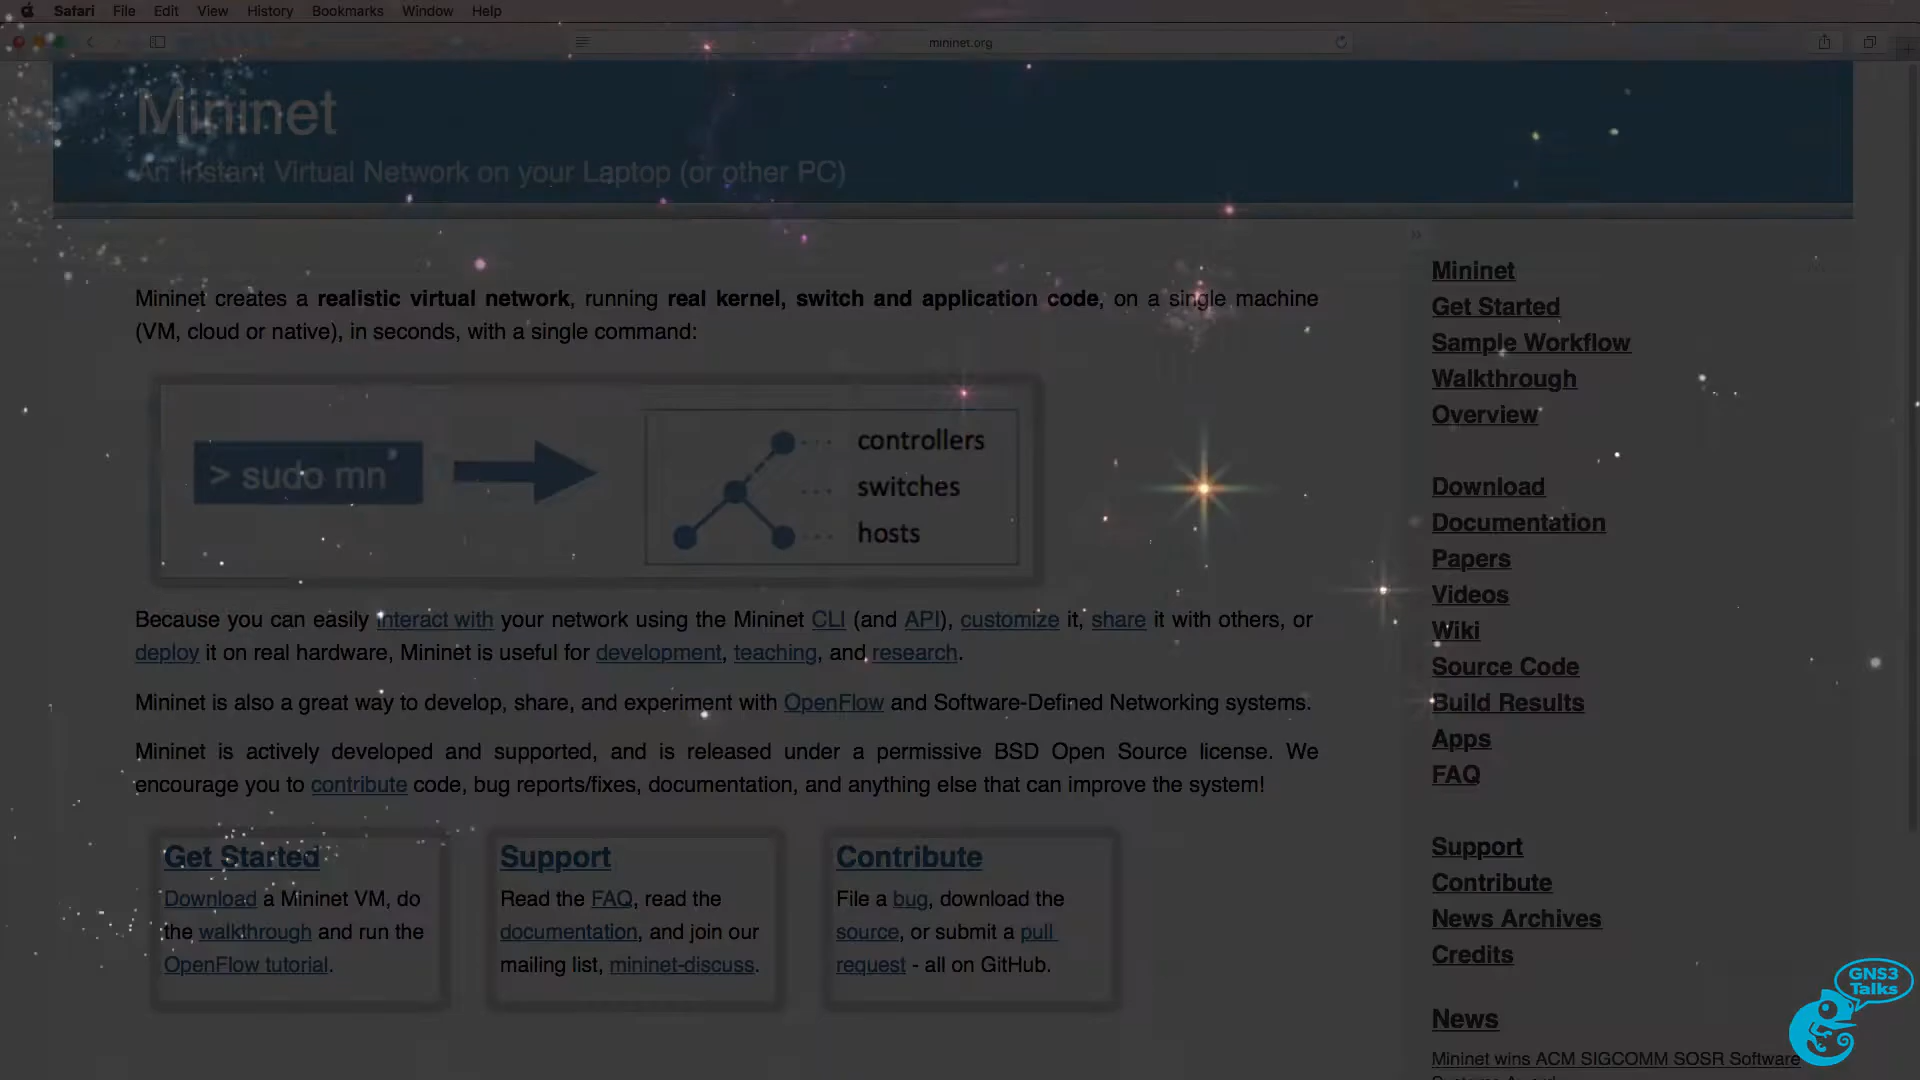 Safari File Edit View History Bookmarks Window Help
mininet.org
Mininet
An Instant Virtual Network on your Laptop (or other PC)
Mininet creates a realistic virtual network, running real kernel, switch and application code, on a single machine
(VM, cloud or native), in seconds, with a single command:
> sudo mn
controllers
switches
hosts
Because you can easily interact with your network using the Mininet CLI (and API), customize it, share it with others, or
deploy it on real hardware, Mininet is useful for development, teaching, and research.
Mininet is also a great way to develop, share, and experiment with OpenFlow and Software-Defined Networking systems.
Mininet is actively developed and supported, and is released under a permissive BSD Open Source license. We
encourage you to contribute code, bug reports/fixes, documentation, and anything else that can improve the system!
Get Started
Download a Mininet VM, do
the walkthrough and run the
OpenFlow tutorial.
Support
Read the FAQ, read the
documentation, and join our
mailing list, mininet-discuss.
Contribute
File a bug, download the
source, or submit a pull
request - all on GitHub.
Mininet
Get Started
Sample Workflow
Walkthrough
Overview
Download
Documentation
Papers
Videos
Wiki
Source Code
Build Results
Apps
FAQ
Support
Contribute
News Archives
Credits
News
Mininet wins ACM SIGCOMM SOSR Software
GNS3
Talks